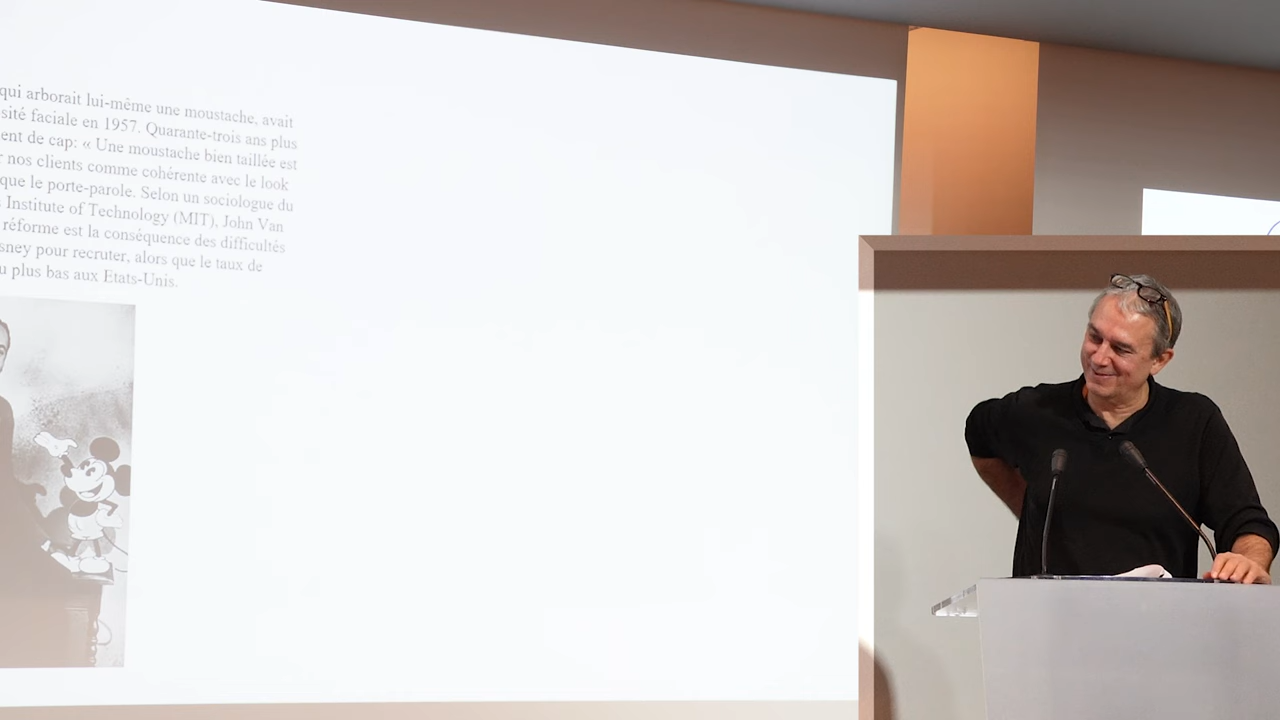 qui arborait lui-même une moustache, avait
sité faciale en 1957. Quarante-trois ans plus
ent de cap: « Une moustache bien taillée est
r nos clients comme cohérente avec le look
que le porte-parole. Selon un sociologue du
Institute of Technology (MIT), John Van
réforme est la conséquence des difficultés
sney pour recruter, alors que le taux de
u plus bas aux Etats-Unis.